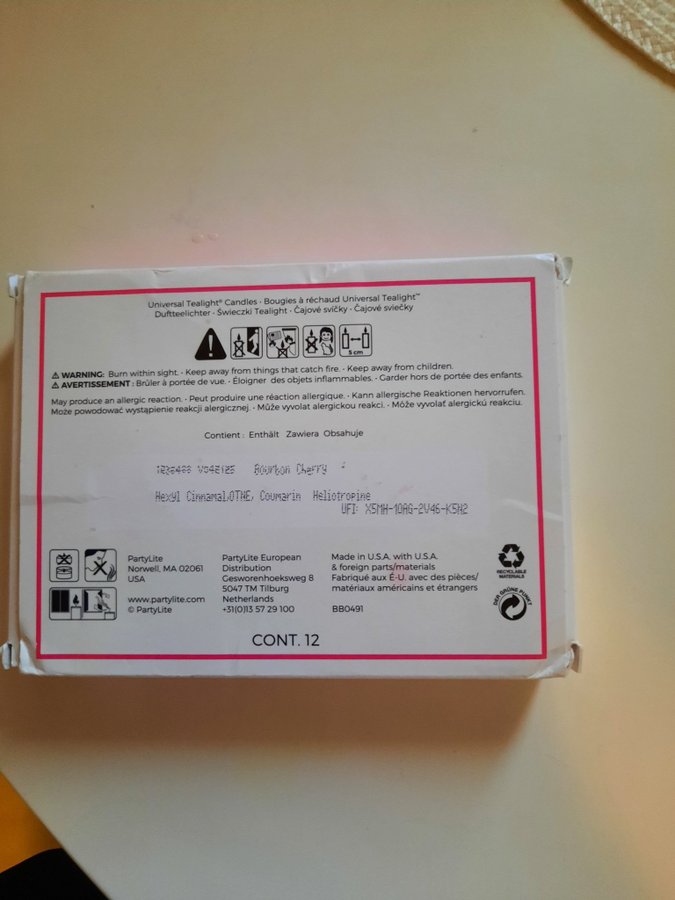 Universal Tealight® Candles · Bougies à réchaud Universal Tealight™
Duftteelichter · Świeczki Tealight · Čajové svíčky · Čajové sviečky
5 cm
⚠ WARNING: Burn within sight. · Keep away from things that catch fire. · Keep away from children.
⚠ AVERTISSEMENT : Brûler à portée de vue. · Éloigner des objets inflammables. · Garder hors de portée des enfants.
May produce an allergic reaction. · Peut produire une réaction allergique. · Kann allergische Reaktionen hervorrufen.
Może powodować wystąpienie reakcji alergicznej. · Může vyvolat alergickou reakci. · Môže vyvolať alergickú reakciu.
Contient : Enthält Zawiera Obsahuje
Bourbon Cherry
Hexyl Cinnamal, OTNE, Coumarin Heliotropine
UFI: X5MH-10AG-2V46-K5H2
PartyLite
Norwell, MA 02061
USA
www.partylite.com
© PartyLite
PartyLite European
Distribution
Gesworenhoekseweg 8
5047 TM Tilburg
Netherlands
+31(0)13 57 29 100
Made in U.S.A. with U.S.A.
& foreign parts/materials
Fabriqué aux É-U. avec des pièces/
matériaux américains et étrangers
BB0491
RECYCLABLE
MATERIALS
DER GRÜNE PUNKT
CONT. 12